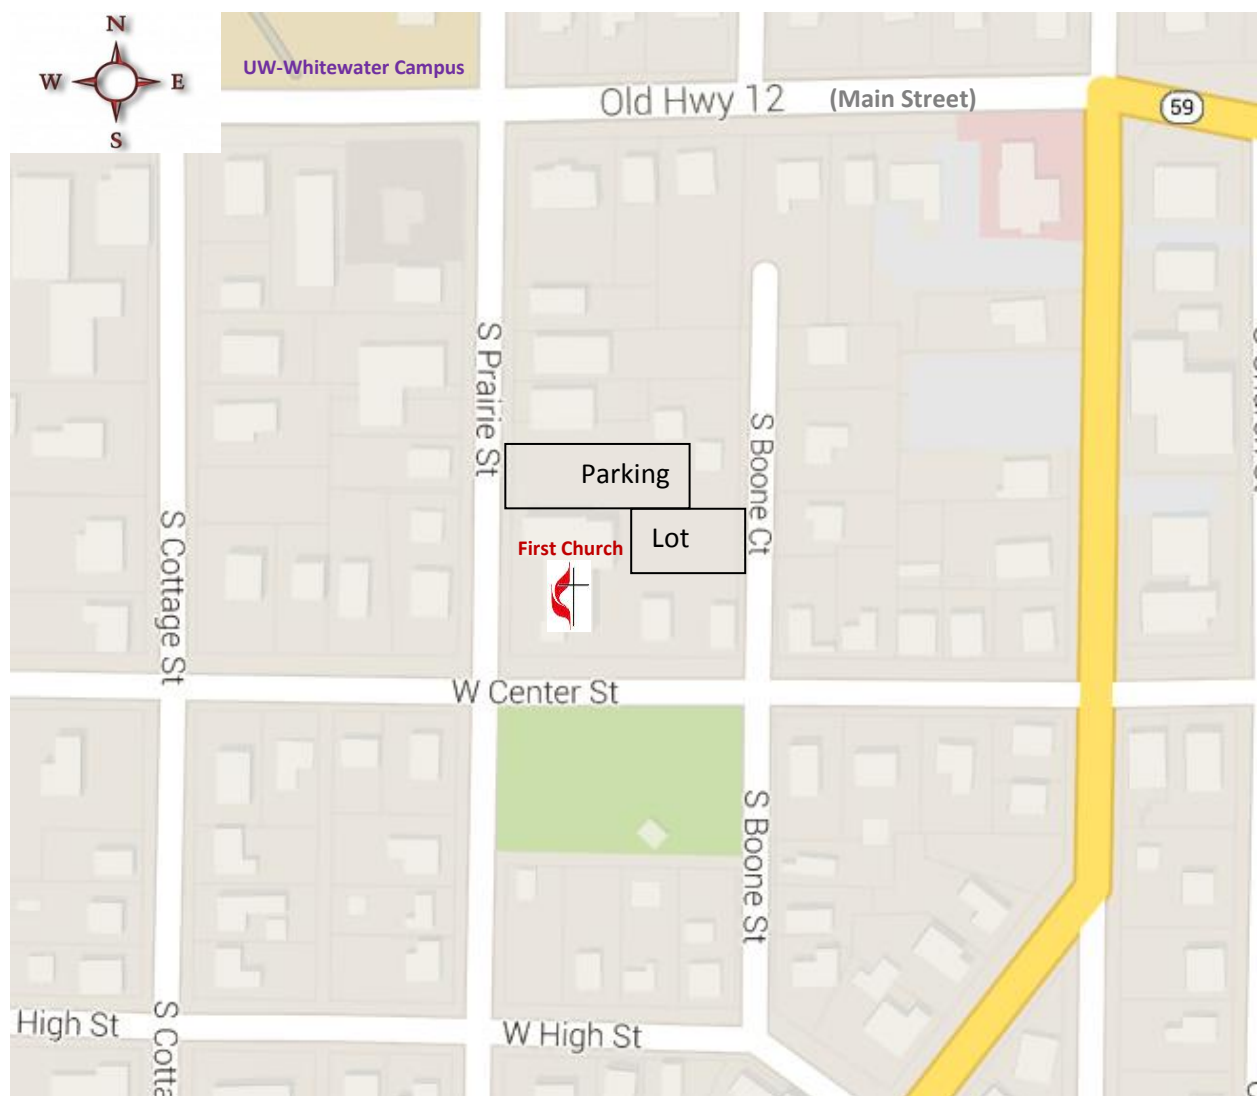 N
W E
S
UW-Whitewater Campus
Old Hwy 12 (Main Street)
59
S Prairie St
S Boone Ct
Parking
Lot
First Church
S Cottage St
W Center St
S Boone St
High St
S Cotta
W High St